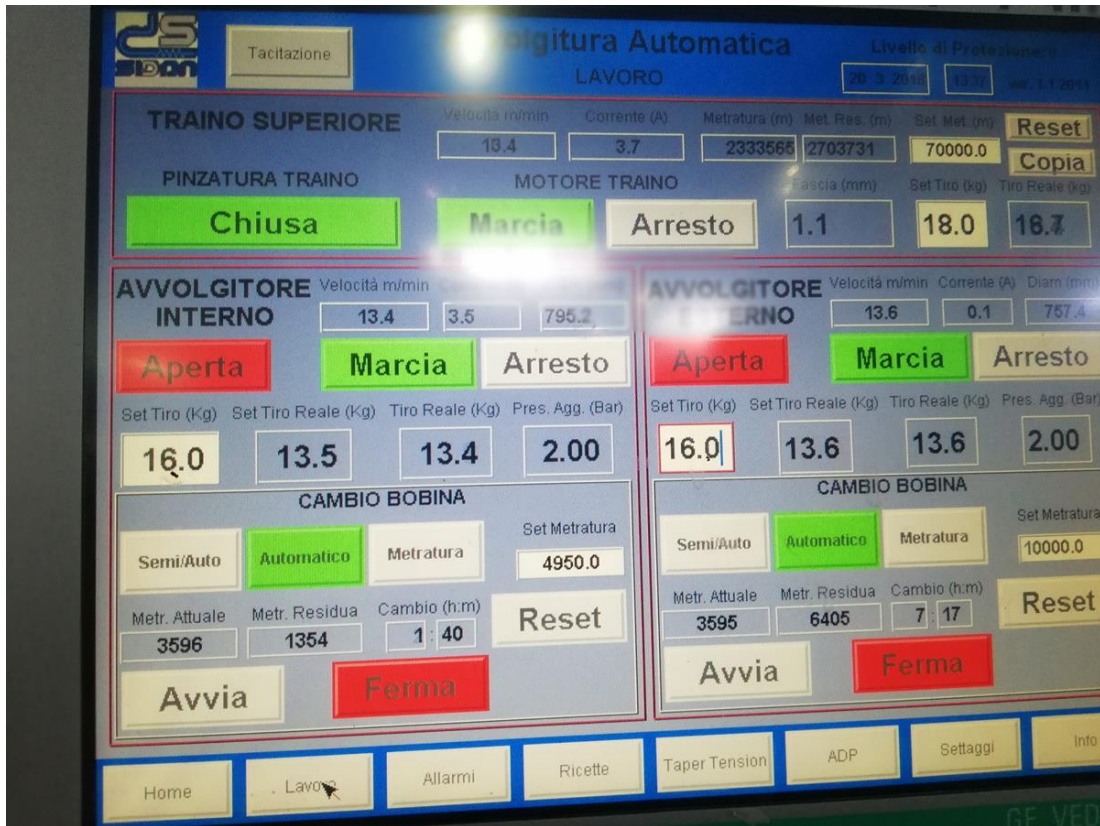 SIDON
Tacitazione
Automatica
LAVORO
Livello di Protezione:
20 3 2018
TRAINO SUPERIORE
Velocità m/min
Corrente (A)
Metratura (m)
Met. Res. (m)
Set. Met. (m)
Reset
13.4
3.7
2333565
2703731
70000.0
Copia
PINZATURA TRAINO
MOTORE TRAINO
Fascia (mm)
Set Tiro (kg)
Tiro Reale (kg)
Chiusa
Marcia
Arresto
1.1
18.0
AVVOLGITORE INTERNO
Velocità m/min
13.4
3.5
795.2
Aperta
Marcia
Arresto
Set Tiro (Kg)
Set Tiro Reale (Kg)
Tiro Reale (Kg)
Pres. Agg. (Bar)
16.0
13.5
13.4
2.00
CAMBIO BOBINA
Semi/Auto
Automatico
Metratura
Set Metratura
4950.0
Metr. Attuale
Metr. Residua
Cambio (h:m)
Reset
3596
1354
1 : 40
Avvia
Ferma
AVVOLGITORE
Velocità m/min
Corrente (A)
Diam (mm)
13.6
0.1
757.4
Aperta
Marcia
Arresto
Set Tiro (Kg)
Set Tiro Reale (Kg)
Tiro Reale (Kg)
Pres. Agg. (Bar)
16.0
13.6
13.6
2.00
CAMBIO BOBINA
Semi/Auto
Automatico
Metratura
Set Metratura
10000.0
Metr. Attuale
Metr. Residua
Cambio (h:m)
Reset
3595
6405
7 : 17
Avvia
Ferma
Home
Lavoro
Allarmi
Ricette
Taper Tension
ADP
Settaggi
Info